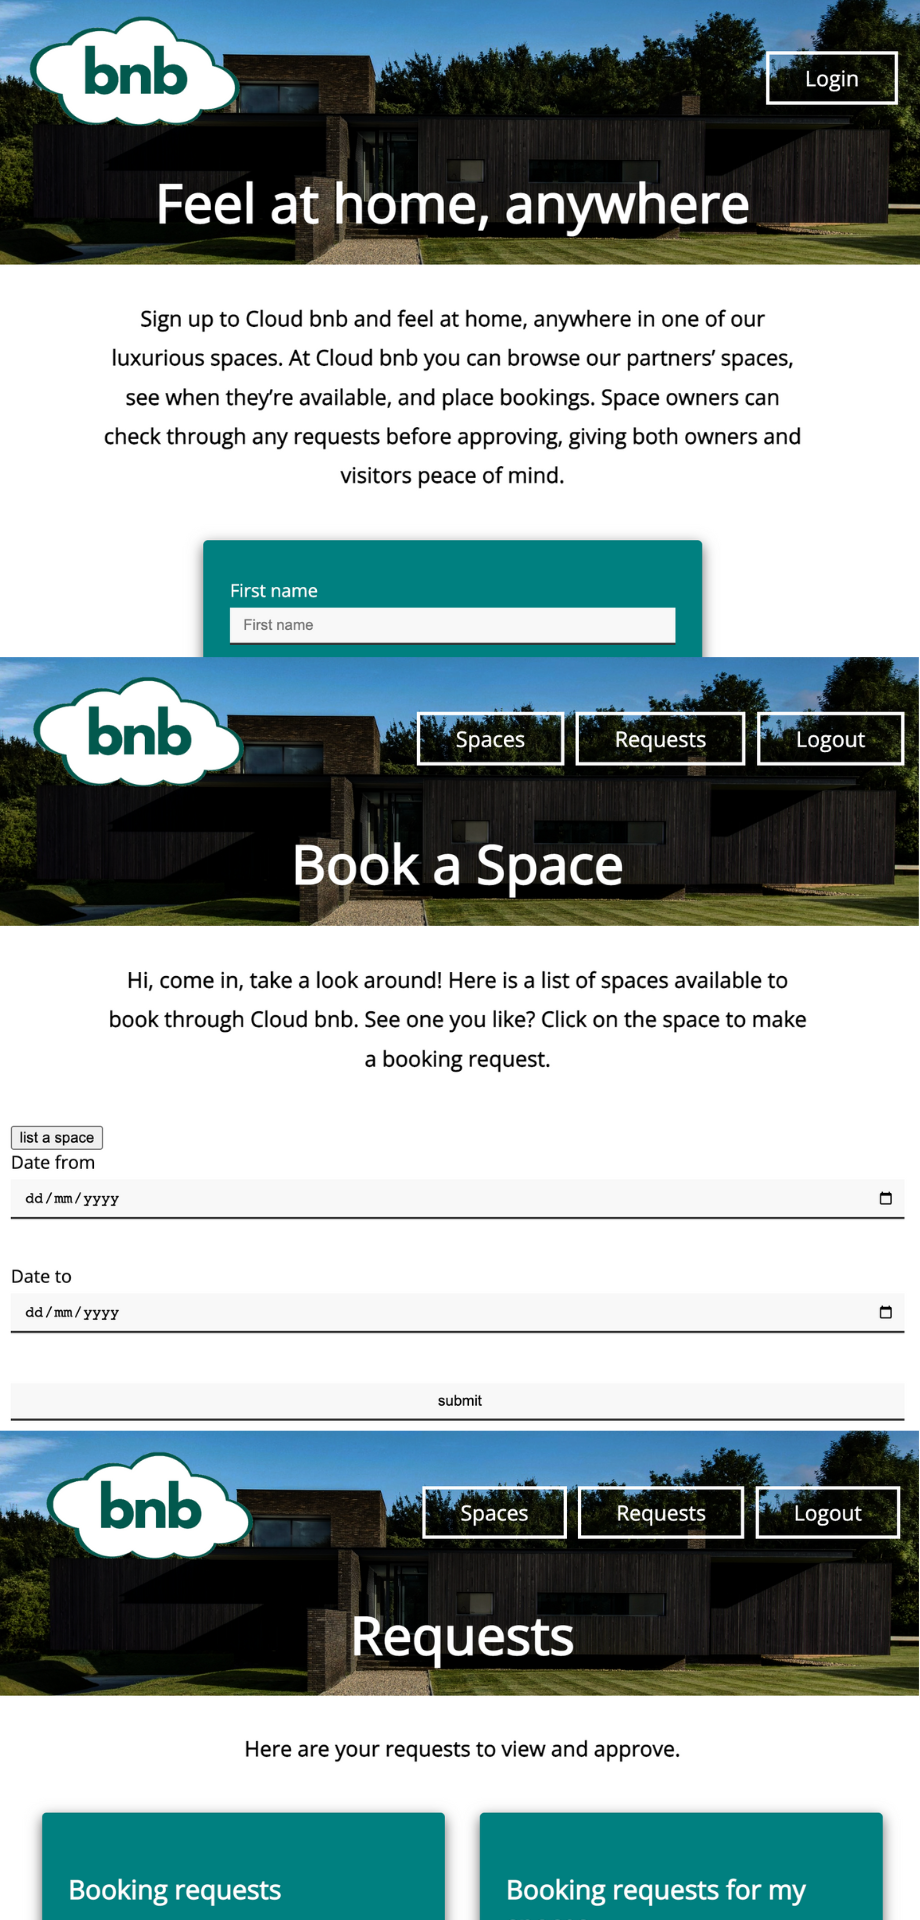 bnb
Login
Feel at home, anywhere
Sign up to Cloud bnb and feel at home, anywhere in one of our
luxurious spaces. At Cloud bnb you can browse our partners’ spaces,
see when they’re available, and place bookings. Space owners can
check through any requests before approving, giving both owners and
visitors peace of mind.
First name
First name
bnb
Spaces
Requests
Logout
Book a Space
Hi, come in, take a look around! Here is a list of spaces available to
book through Cloud bnb. See one you like? Click on the space to make
a booking request.
list a space
Date from
dd/mm/yyyy
Date to
dd/mm/yyyy
submit
bnb
Spaces
Requests
Logout
Requests
Here are your requests to view and approve.
Booking requests
Booking requests for my